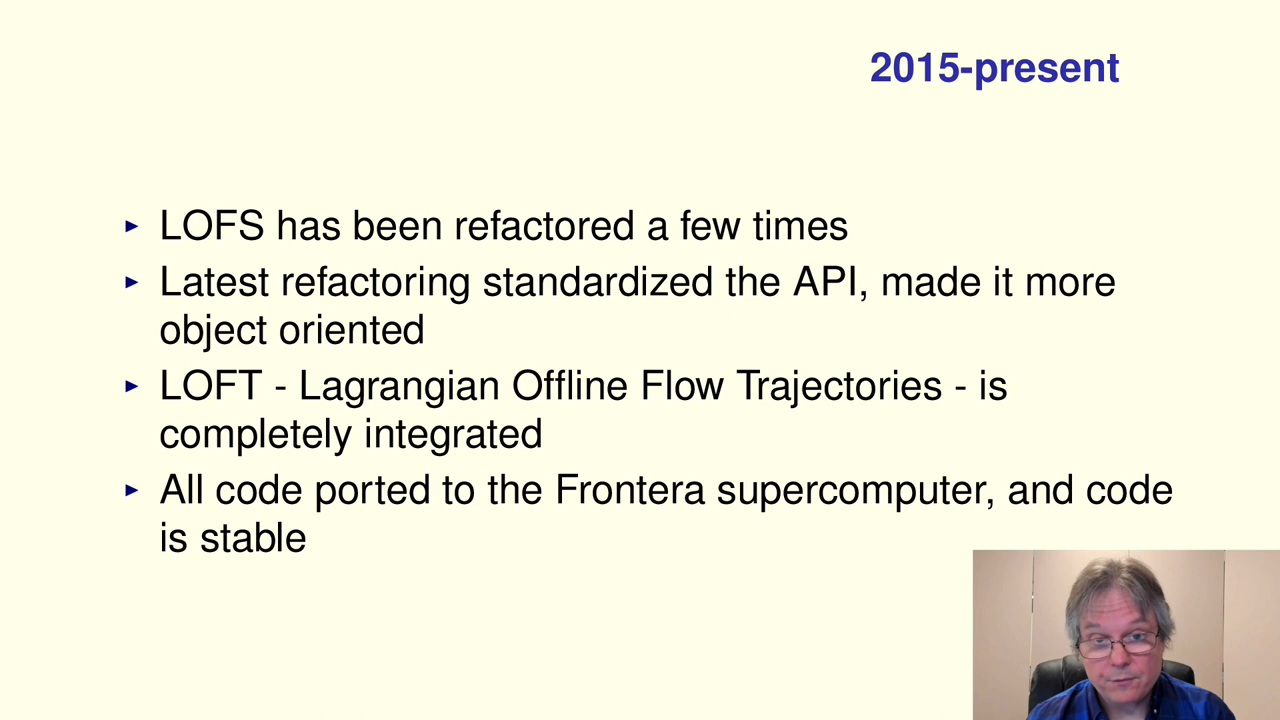 2015-present
LOFS has been refactored a few times
Latest refactoring standardized the API, made it more
object oriented
LOFT - Lagrangian Offline Flow Trajectories - is
completely integrated
All code ported to the Frontera supercomputer, and code
is stable